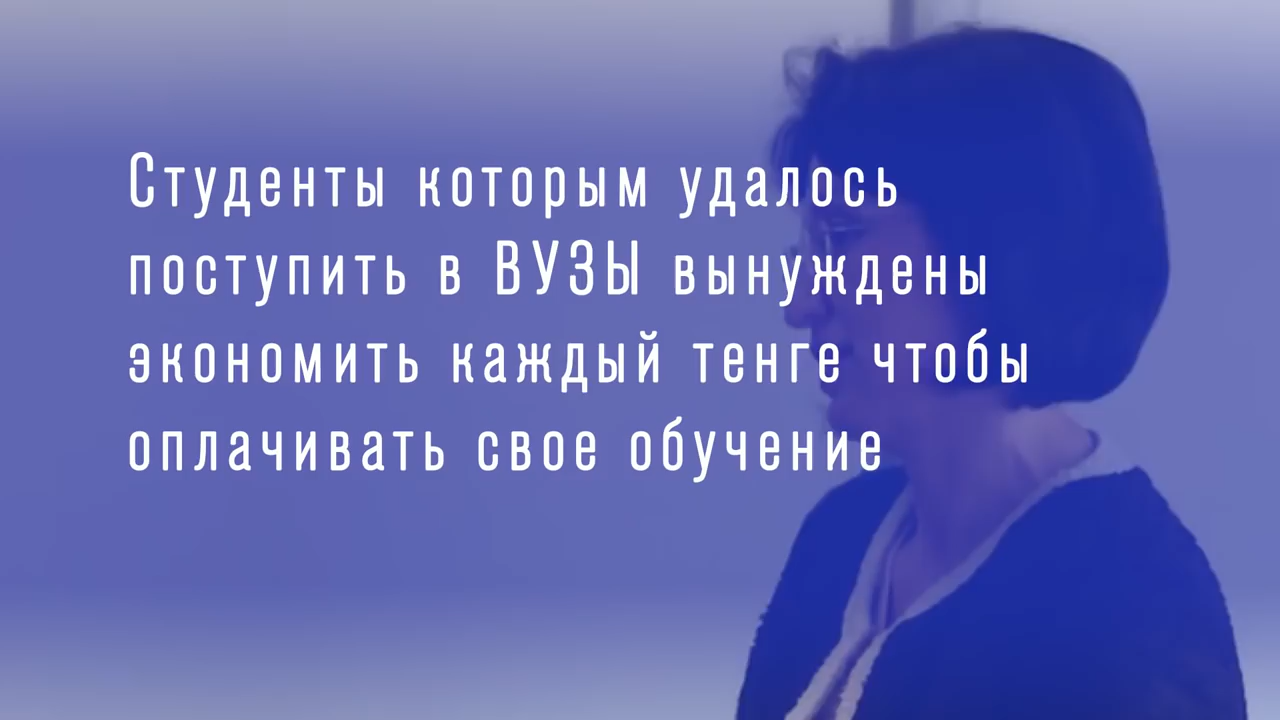 Студенты которым удалось
поступить в ВУЗЫ вынуждены
экономить каждый тенге чтобы
оплачивать свое обучение